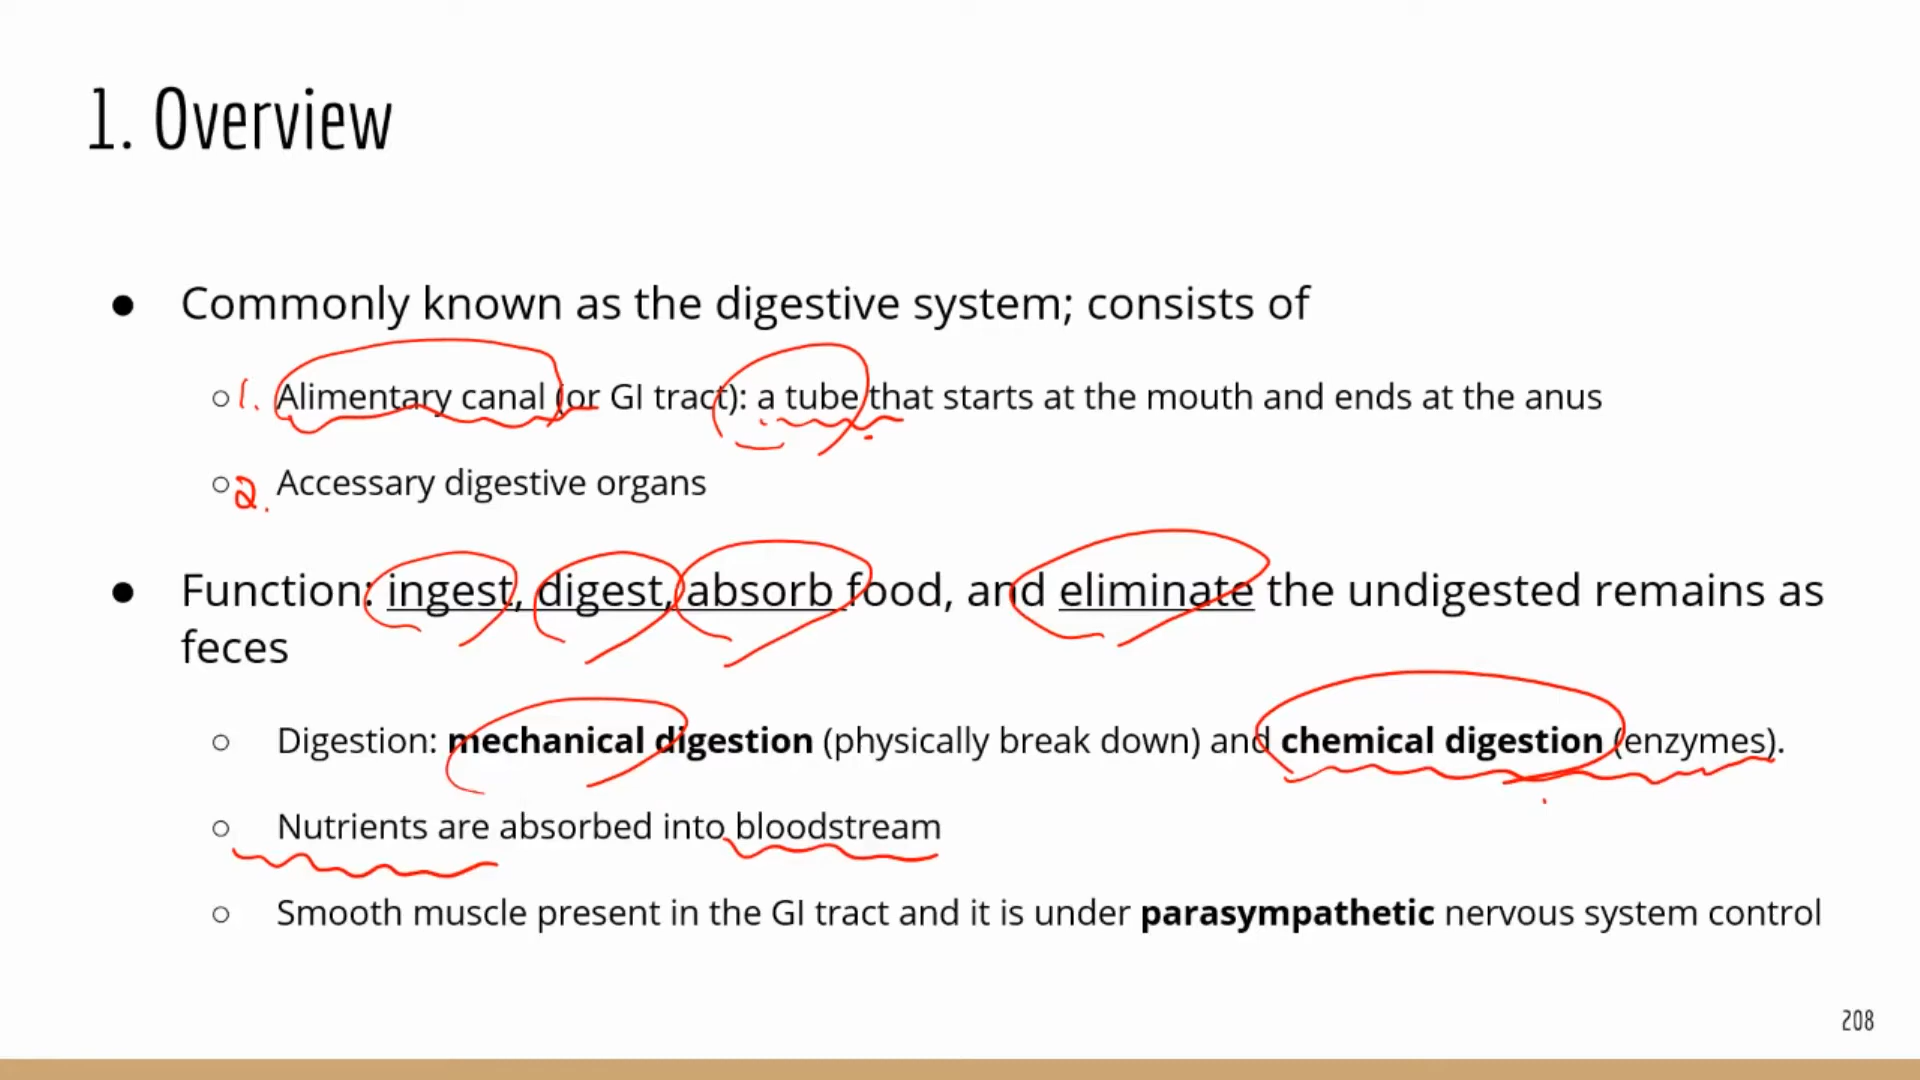 1. Overview
● Commonly known as the digestive system; consists of
○ 1. Alimentary canal (or GI tract): a tube that starts at the mouth and ends at the anus
○ 2. Accessary digestive organs
● Function: ingest, digest, absorb food, and eliminate the undigested remains as
feces
○ Digestion: mechanical digestion (physically break down) and chemical digestion (enzymes).
○ Nutrients are absorbed into bloodstream
○ Smooth muscle present in the GI tract and it is under parasympathetic nervous system control
208